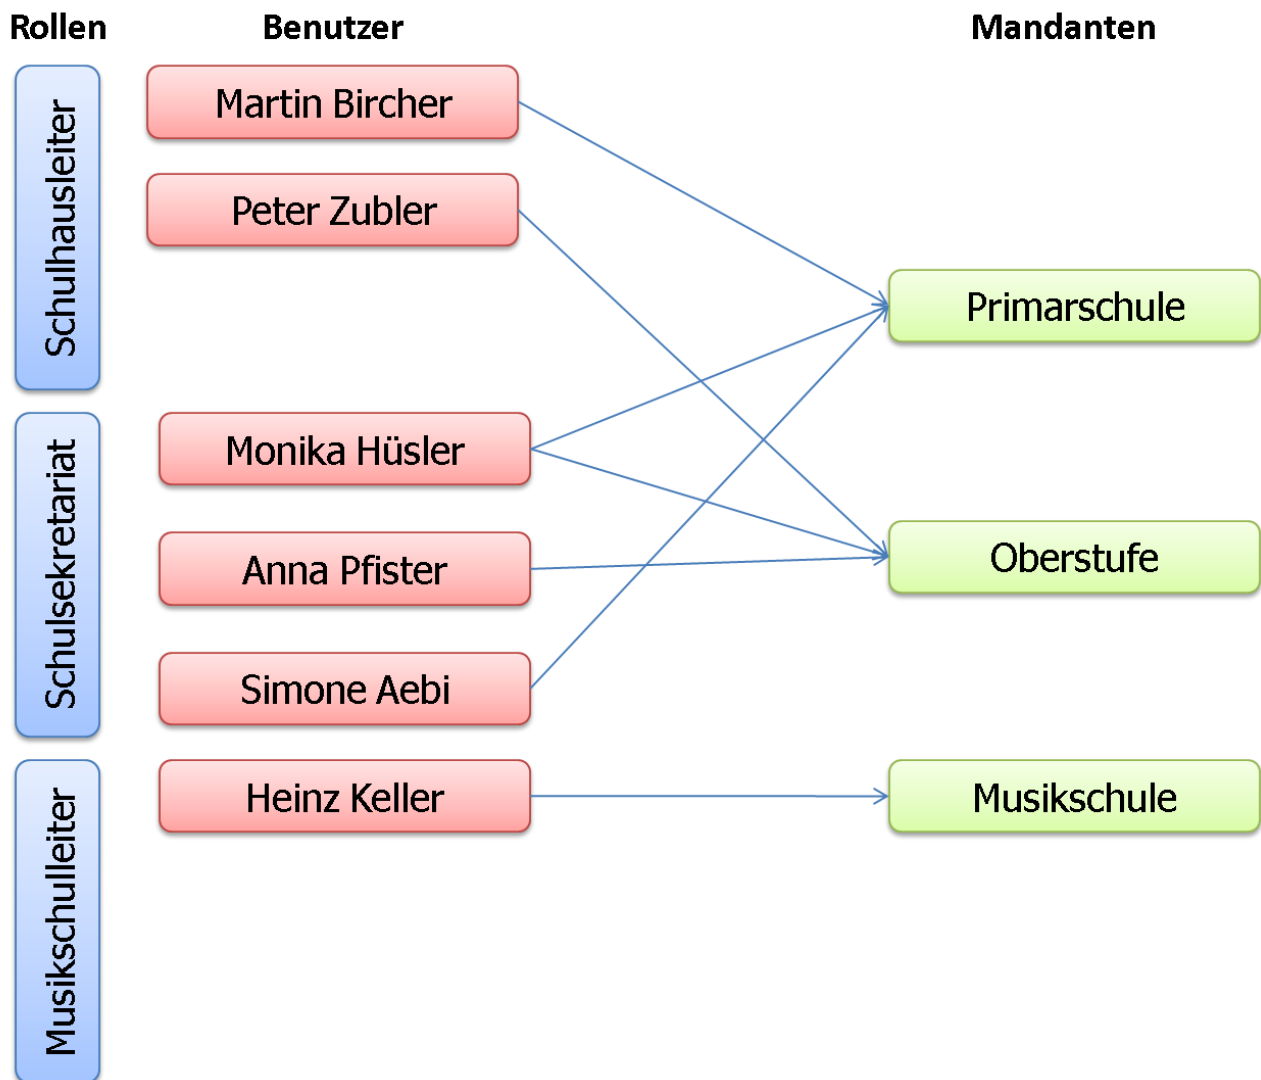 Rollen
Benutzer
Mandanten
Schulhausleiter
Martin Bircher
Peter Zubler
Primarschule
Schulsekretariat
Monika Hüsler
Anna Pfister
Simone Aebi
Oberstufe
Musikschulleiter
Heinz Keller
Musikschule